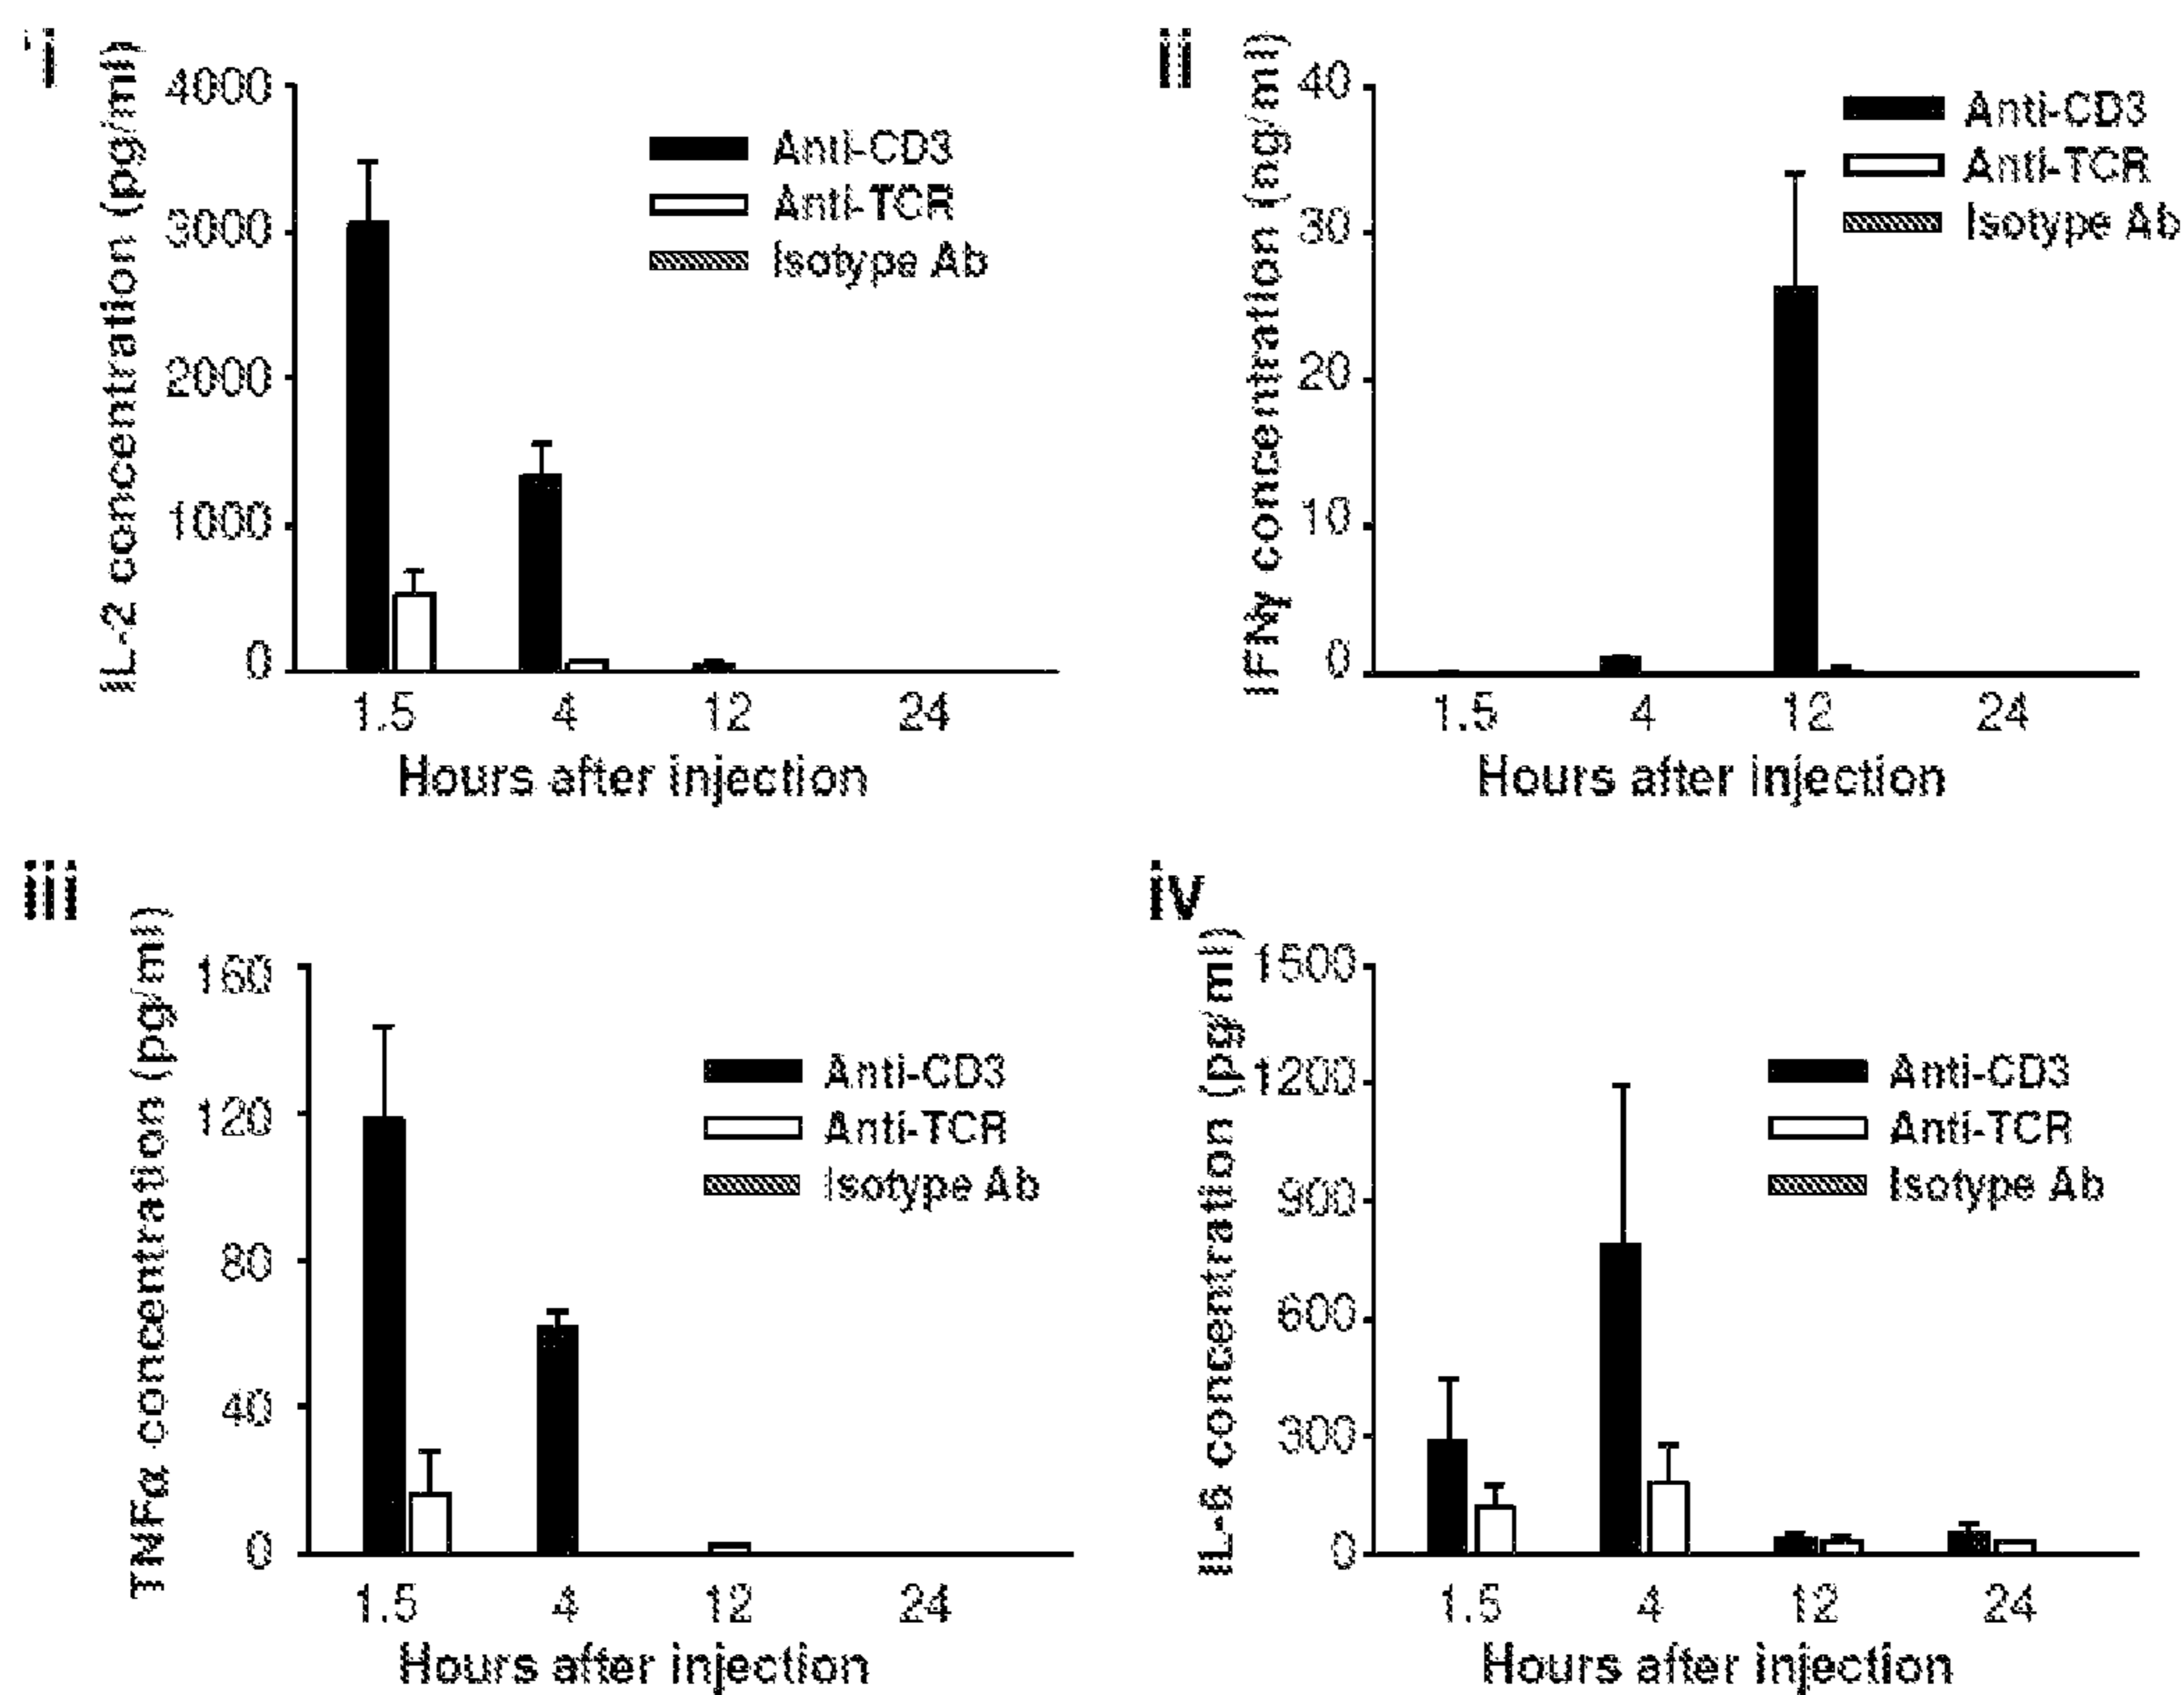 i
IL-2 concentration (pg/ml)
4000
3000
2000
1000
0
Anti-CD3
Anti-TCR
Isotype Ab
1.5 4 12 24
Hours after injection
ii
IFNγ concentration (ng/ml)
40
30
20
10
0
Anti-CD3
Anti-TCR
Isotype Ab
1.5 4 12 24
Hours after injection
iii
TNFα concentration (pg/ml)
160
120
80
40
0
Anti-CD3
Anti-TCR
Isotype Ab
1.5 4 12 24
Hours after injection
iv
IL-6 concentration (pg/ml)
1500
1200
900
600
300
0
Anti-CD3
Anti-TCR
Isotype Ab
1.5 4 12 24
Hours after injection